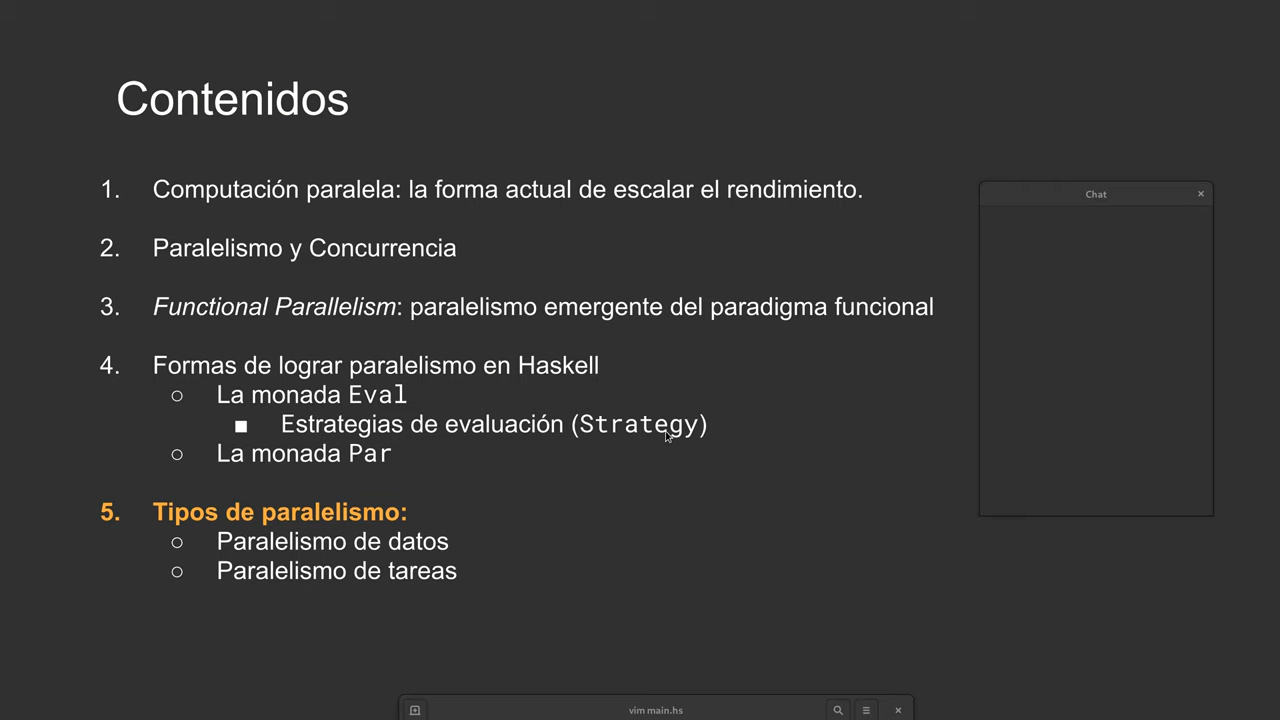 Contenidos
1. Computación paralela: la forma actual de escalar el rendimiento.
2. Paralelismo y Concurrencia
3. Functional Parallelism: paralelismo emergente del paradigma funcional
4. Formas de lograr paralelismo en Haskell
○ La monada Eval
■ Estrategias de evaluación (Strategy)
○ La monada Par
5. Tipos de paralelismo:
○ Paralelismo de datos
○ Paralelismo de tareas
Chat
vim main.hs